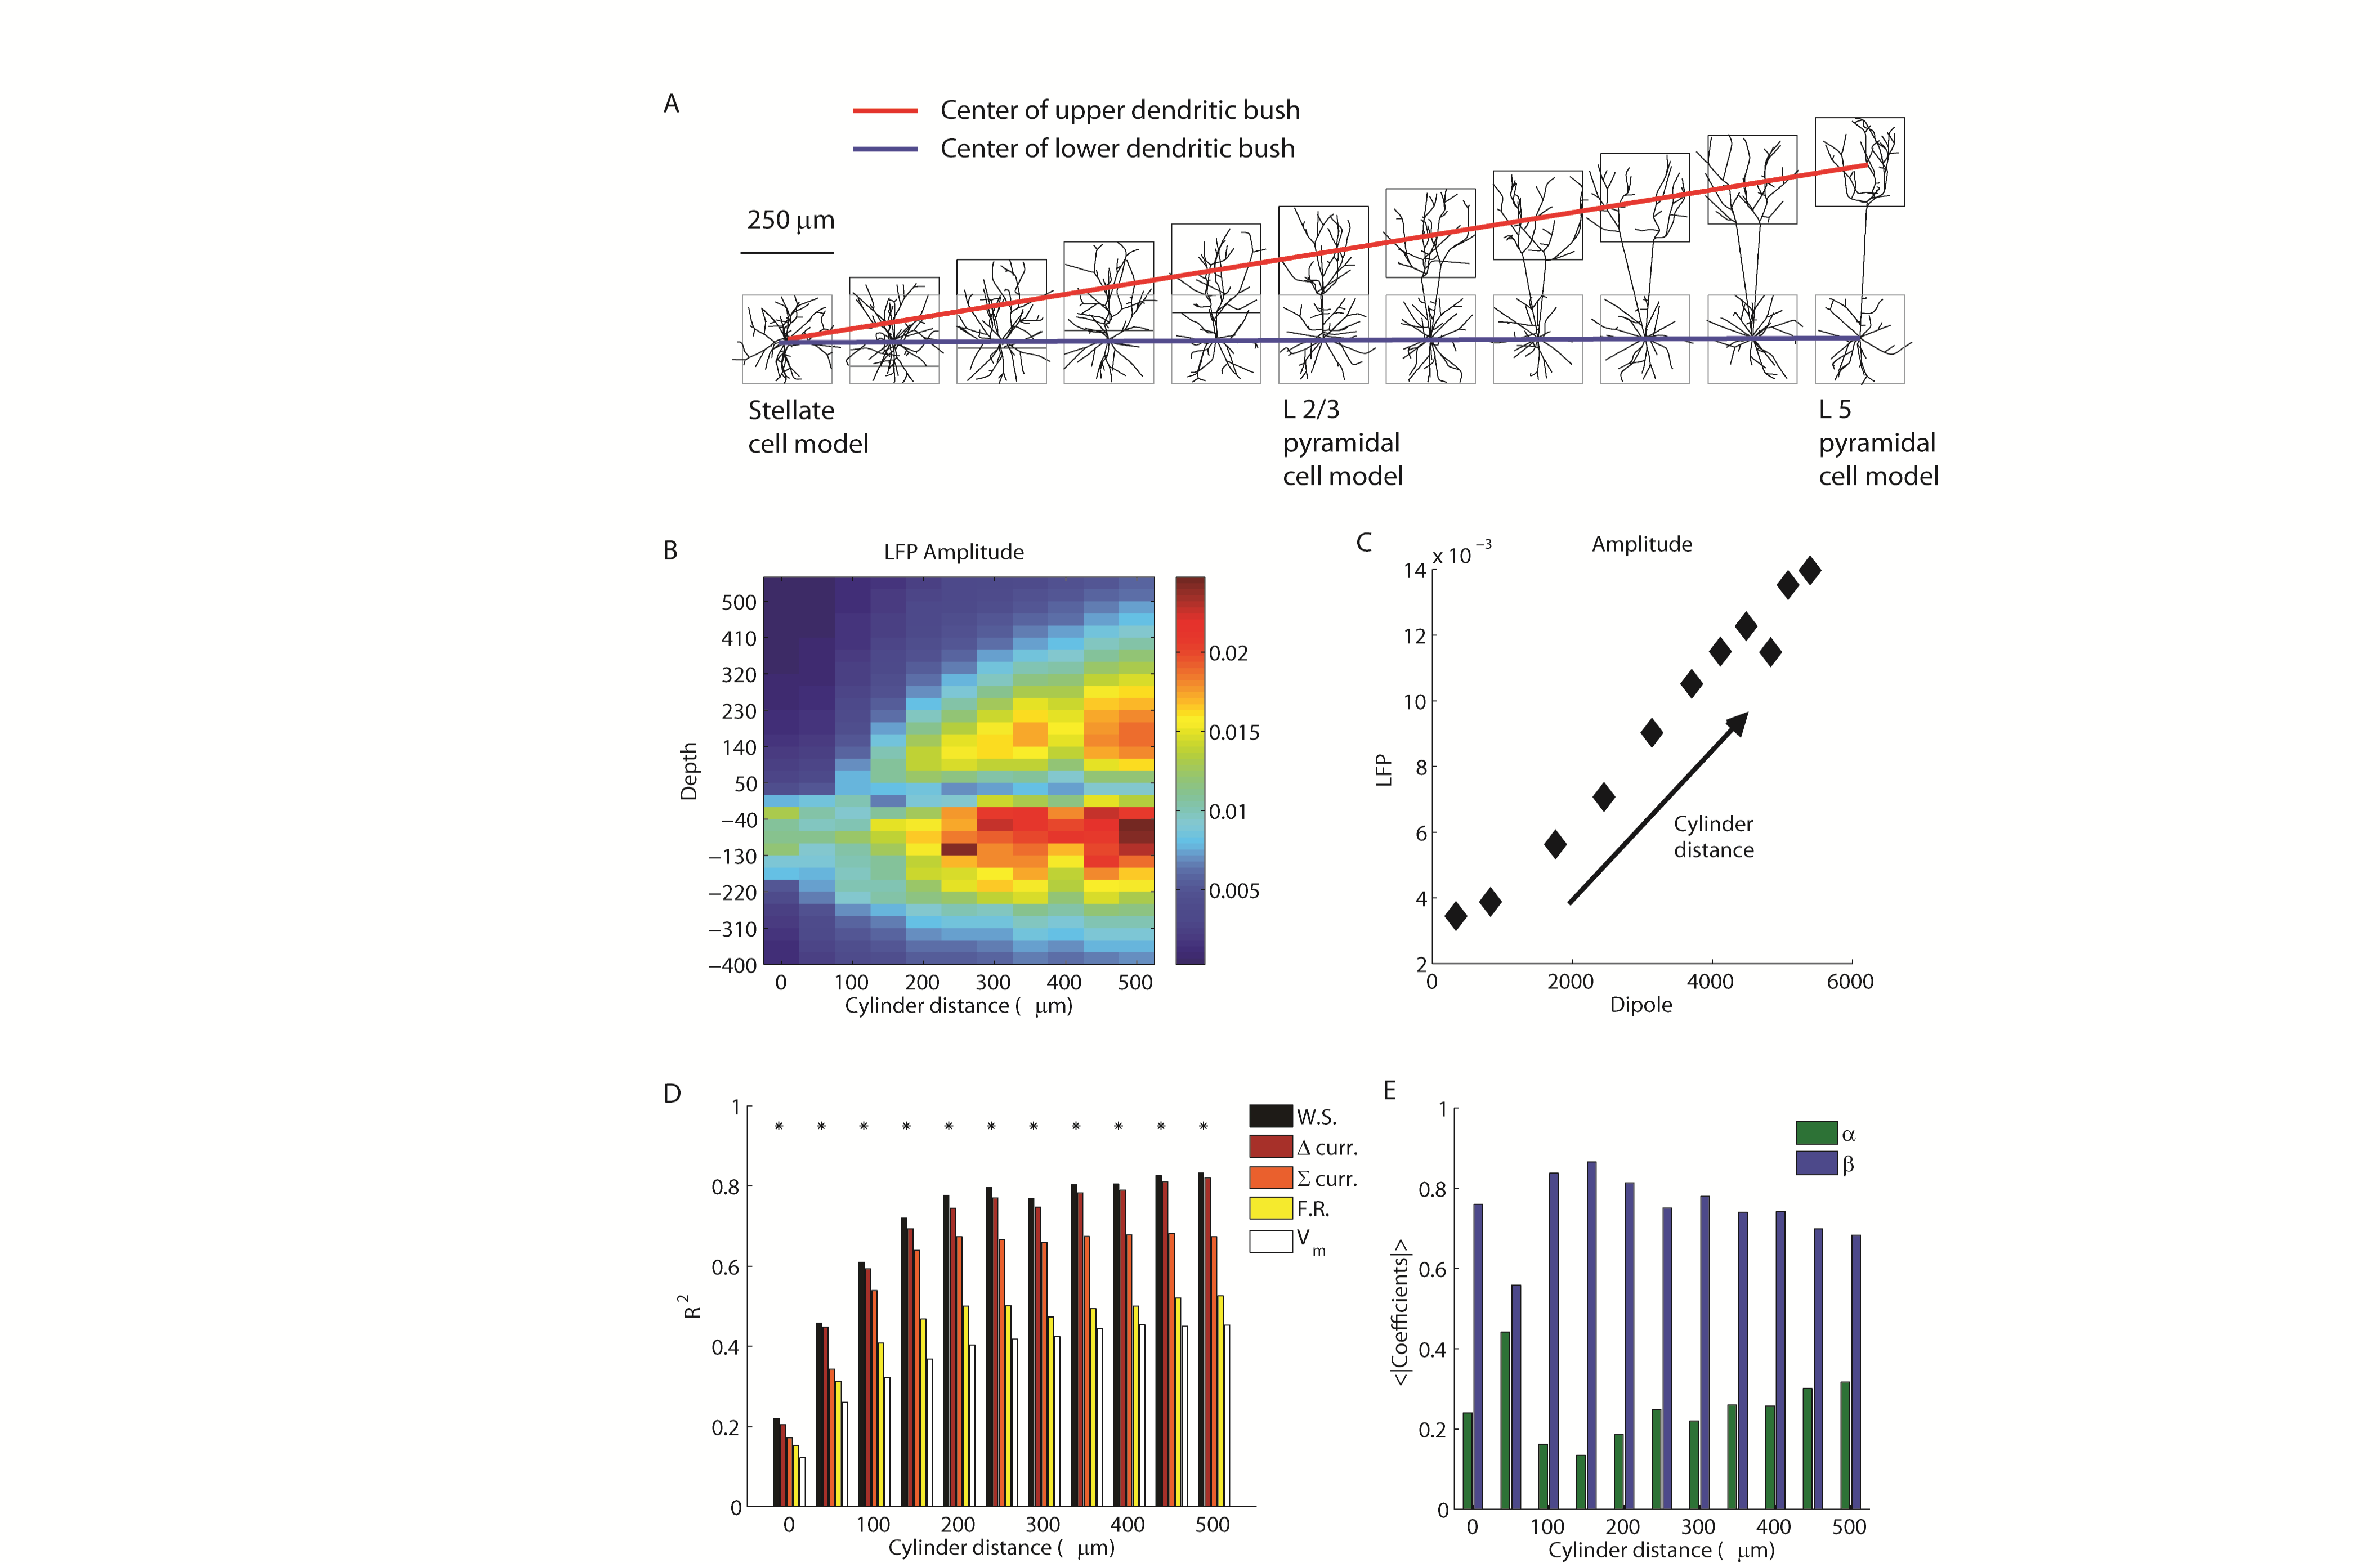 A
Center of upper dendritic bush
Center of lower dendritic bush
250 μm
Stellate
cell model
L 2/3
pyramidal
cell model
L 5
pyramidal
cell model
B
LFP Amplitude
500
410
320
230
140
50
−40
−130
−220
−310
−400
Depth
0 100 200 300 400 500
Cylinder distance ( μm)
0.02
0.015
0.01
0.005
C
x 10 −3
Amplitude
14
12
10
8
6
4
2
LFP
Cylinder
distance
0 2000 4000 6000
Dipole
D
1
0.8
0.6
0.4
0.2
0
R 2
* * * * * * * * * * *
W.S.
Δ curr.
Σ curr.
F.R.
V m
0 100 200 300 400 500
Cylinder distance ( μm)
E
1
0.8
0.6
0.4
0.2
0
<|Coefficients|>
α
β
0 100 200 300 400 500
Cylinder distance ( μm)